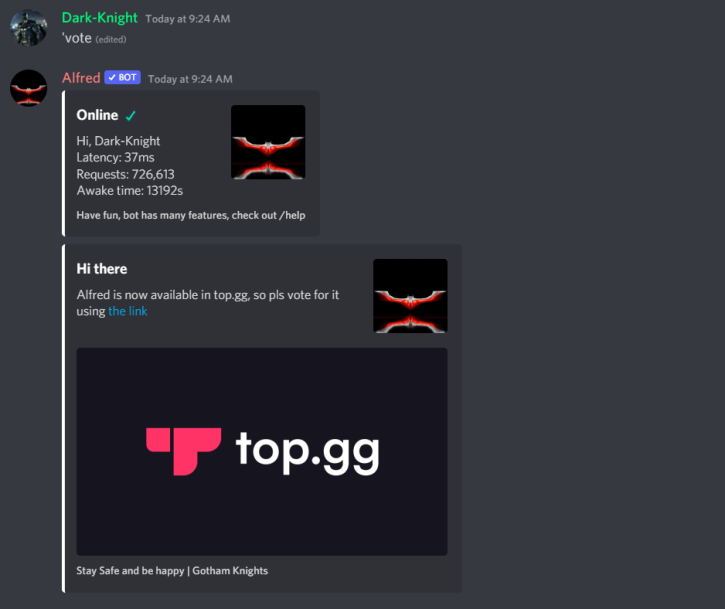 Dark-Knight Today at 9:24 AM
'vote (edited)
Alfred ✓ BOT Today at 9:24 AM
Online ✓
Hi, Dark-Knight
Latency: 37ms
Requests: 726,613
Awake time: 13192s
Have fun, bot has many features, check out /help
Hi there
Alfred is now available in top.gg, so pls vote for it
using the link
top.gg
Stay Safe and be happy | Gotham Knights